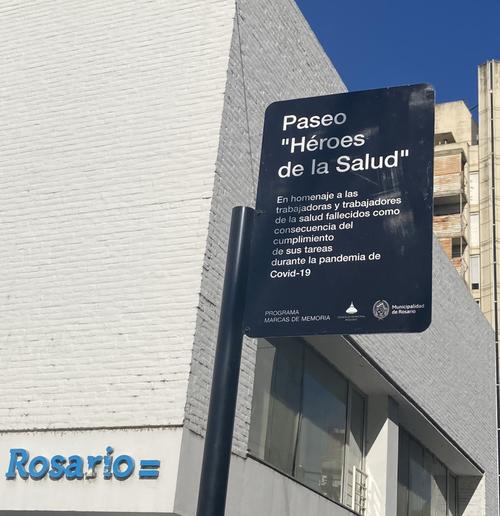 Paseo
"Héroes
de la Salud"
En homenaje a las
trabajadoras y trabajadores
de la salud fallecidos como
consecuencia del
cumplimiento
de sus tareas
durante la pandemia de
Covid-19
PROGRAMA
MARCAS DE MEMORIA
Municipalidad
de Rosario
Rosario=